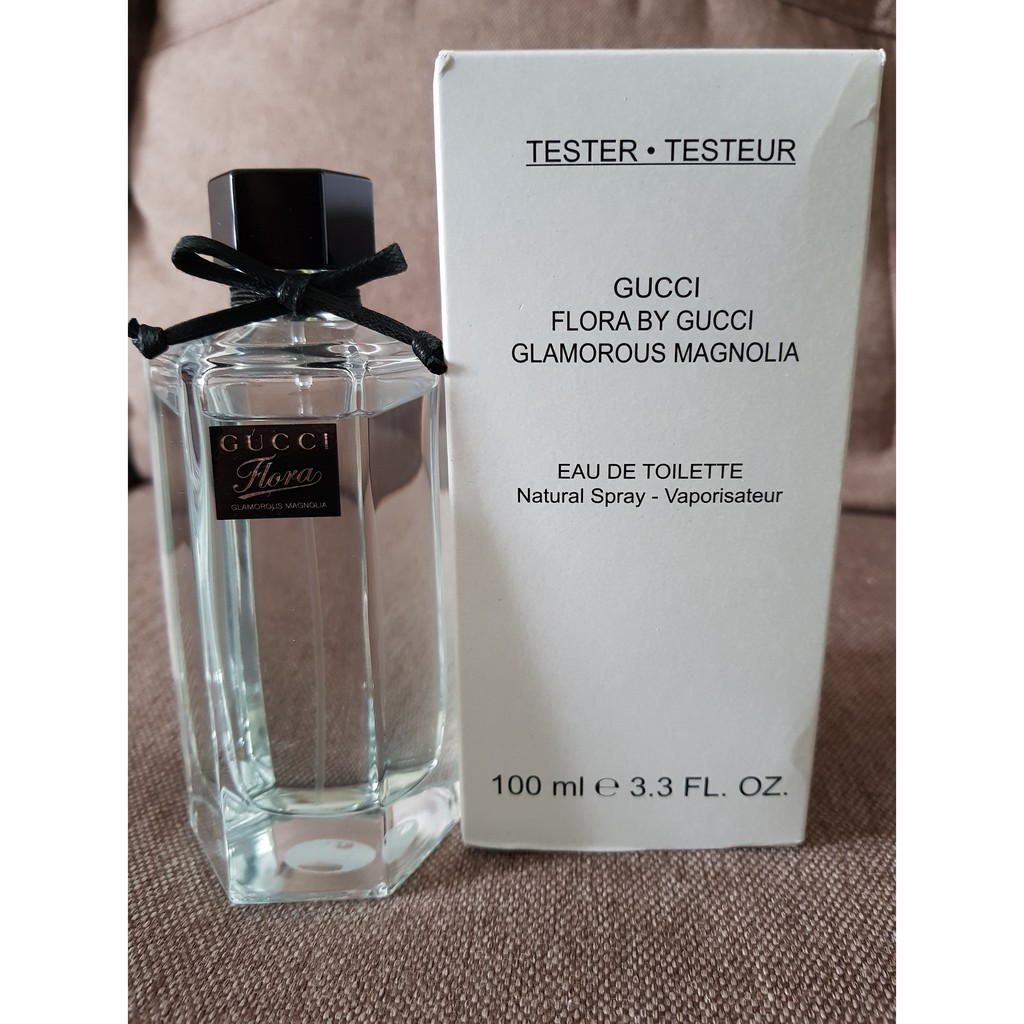 GUCCI
Flora
GLAMOROUS MAGNOLIA
TESTER • TESTEUR
GUCCI
FLORA BY GUCCI
GLAMOROUS MAGNOLIA
EAU DE TOILETTE
Natural Spray - Vaporisateur
100 ml ℮ 3.3 FL. OZ.